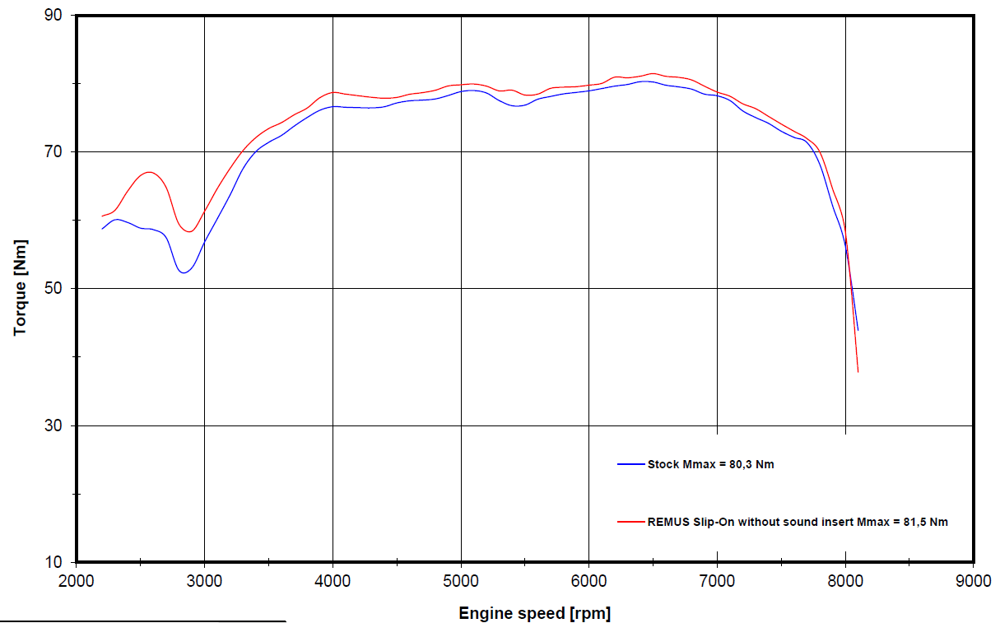 90
70
50
30
10
Torque [Nm]
Stock Mmax = 80,3 Nm
REMUS Slip-On without sound insert Mmax = 81,5 Nm
2000 3000 4000 5000 6000 7000 8000 9000
Engine speed [rpm]